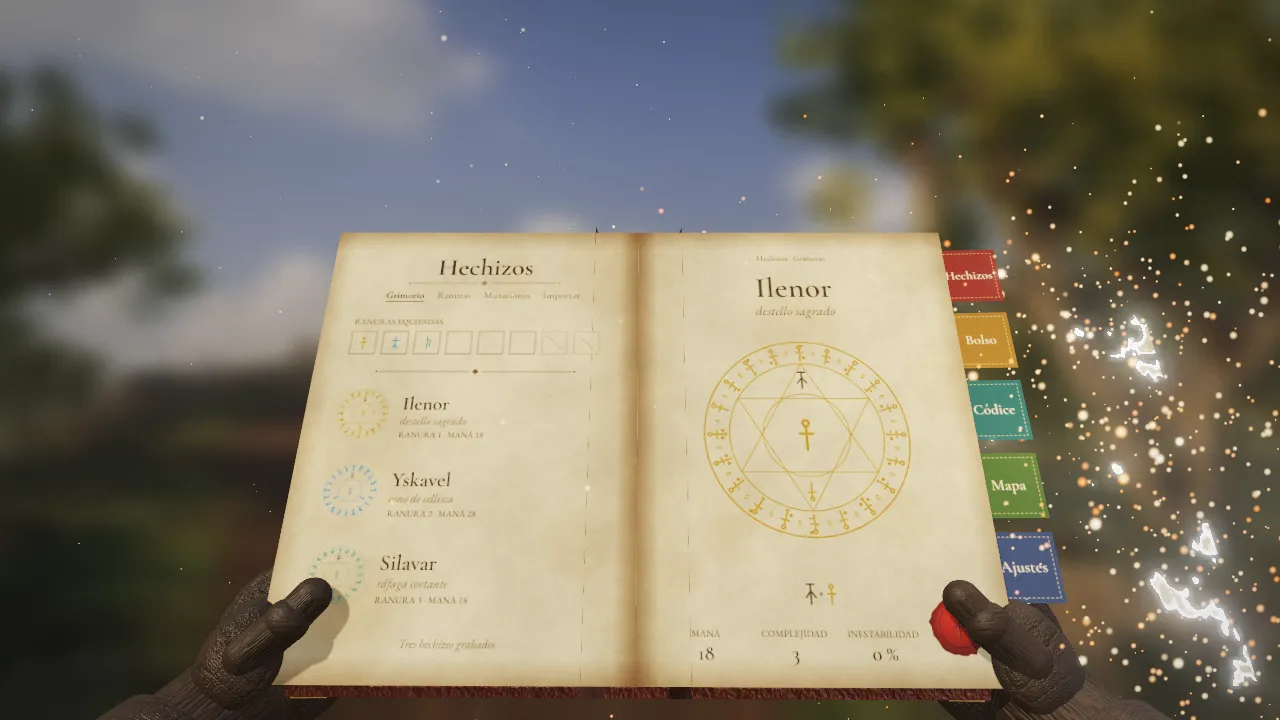 Hechizos
Grimorio Ranuras Mutaciones Importar
RANURAS EQUIPADAS
Ilenor
destello sagrado
RANURA 1 · MANÁ 18
Yskavel
cono de cellisca
RANURA 2 · MANÁ 28
Silavar
ráfaga cortante
RANURA 3 · MANÁ 18
Tres hechizos grabados
Hechizos · Grimorio
Ilenor
destello sagrado
MANÁ COMPLEJIDAD INESTABILIDAD
18 3 0 %
Hechizos
Bolso
Códice
Mapa
Ajustes